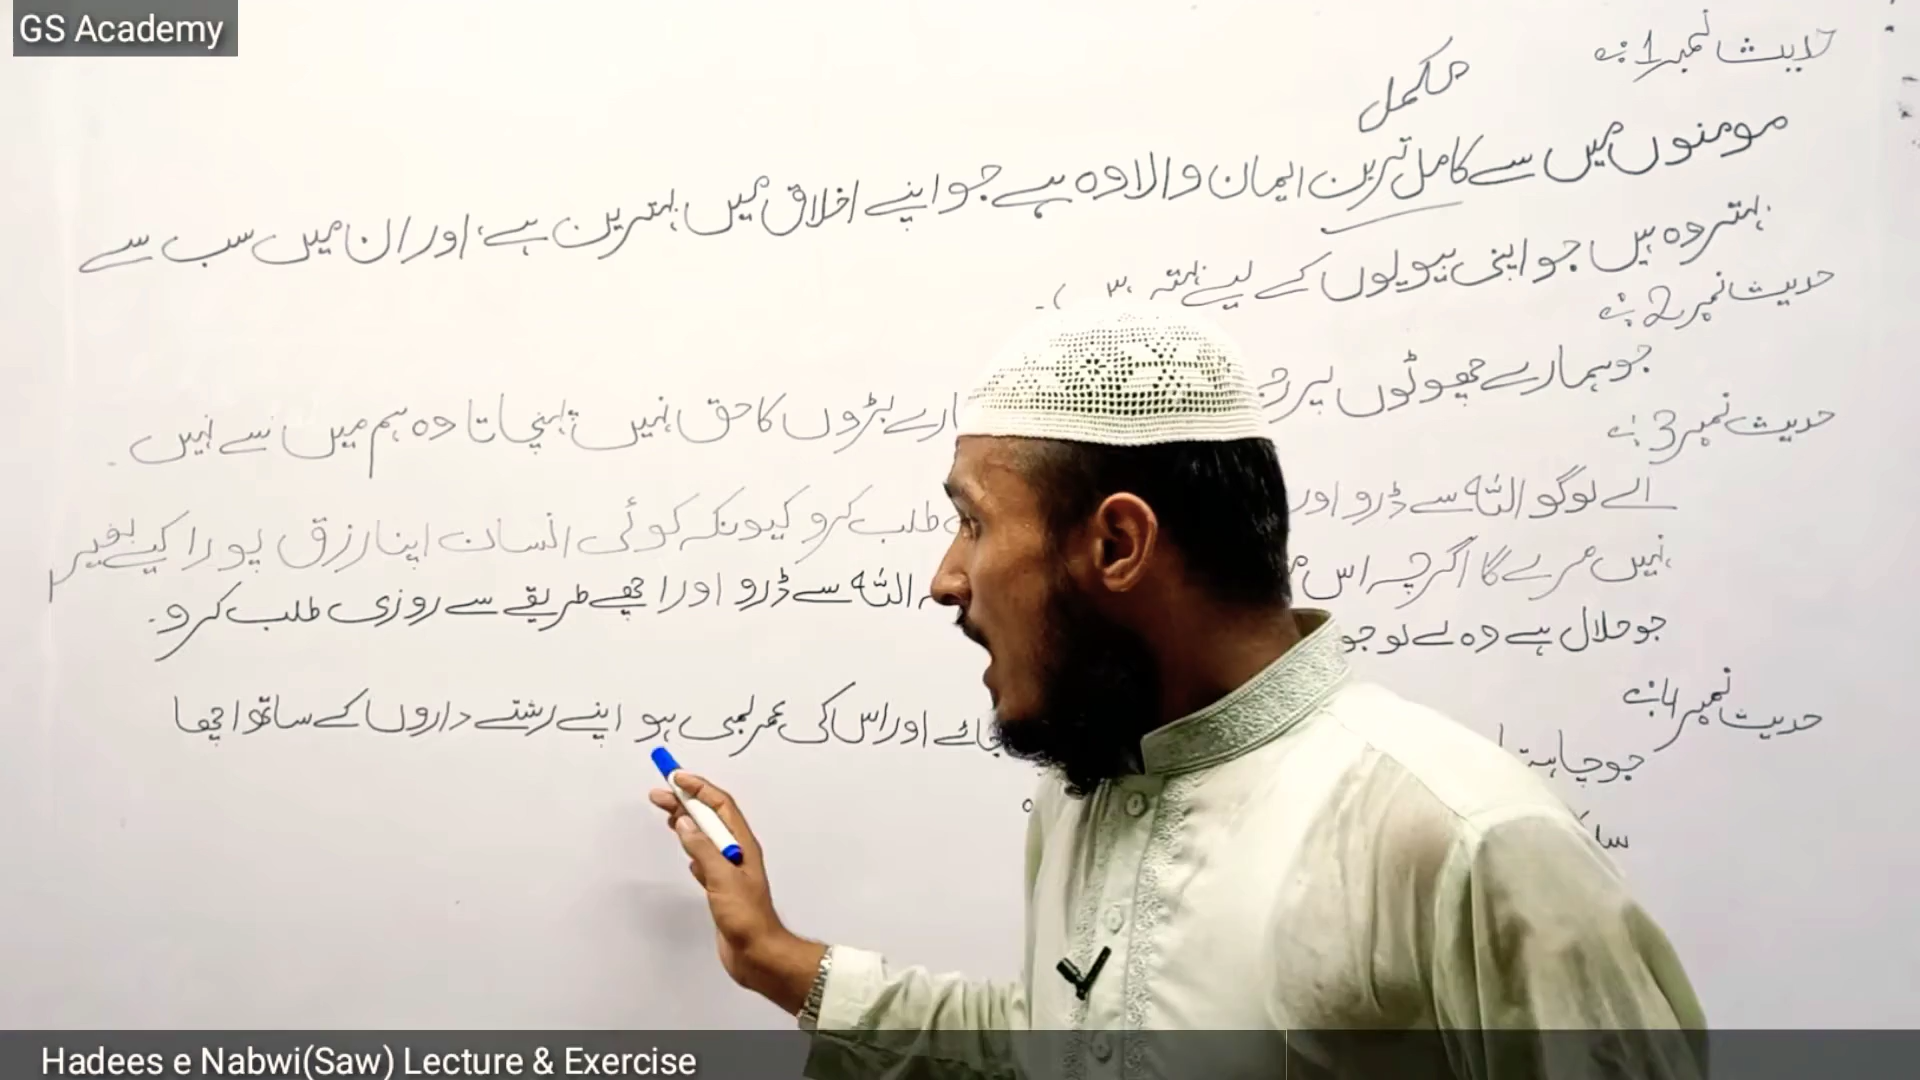 GS Academy
حدیث نمبر 1:
مکمل
مومنوں میں سے کامل ترین ایمان والا وہ ہے جو اپنے اخلاق میں بہترین ہے، اور ان میں سب سے
بہتر وہ ہیں جو اپنی بیویوں کے لیے
حدیث نمبر 2:
جو ہمارے چھوٹوں پر بڑوں کا حق نہیں پہنچاتا وہ ہم میں سے نہیں
حدیث نمبر 3:
اے لوگو اللہ سے ڈرو اور طلب کرو کیونکہ کوئی انسان اپنا رزق پورا کیے بغیر
نہیں مرے گا اگرچہ اس اللہ سے ڈرو اور اچھے طریقے سے روزی طلب کرو۔
جو حلال ہے وہ لے لو جو
حدیث نمبر 4:
جو جائے اور اس کی عمر لمبی ہو اپنے رشتے داروں کے ساتھ اچھا
Hadees e Nabwi(Saw) Lecture & Exercise